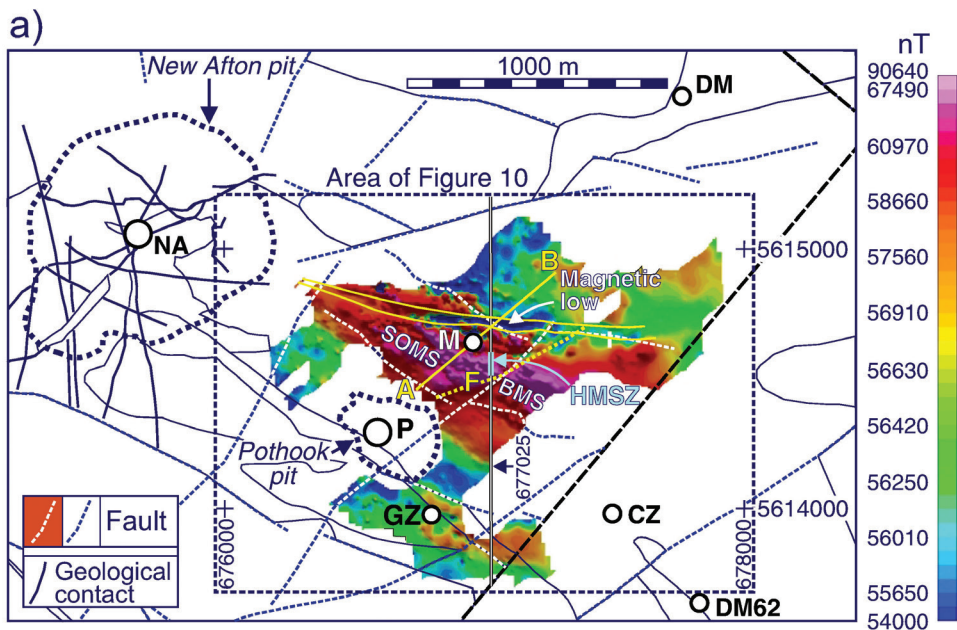 a)
nT
New Afton pit
1000 m
DM
90640
67490
60970
58660
57560
56910
56630
56420
56250
56010
55650
54000
Area of Figure 10
NA
5615000
B
Magnetic
low
M
SOMS
A
F
BMS
HMSZ
P
Pothook
pit
677025
GZ
CZ
5614000
676000
678000
Fault
Geological
contact
DM62